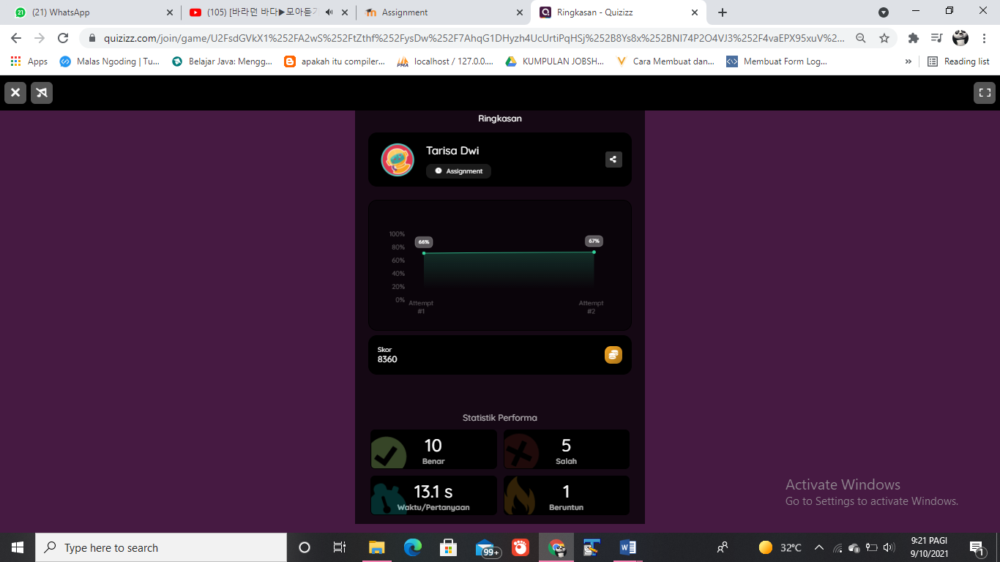 (21) WhatsApp
(105) [바라던 바다▶모아듣기
Assignment
Ringkasan - Quizizz
quizizz.com/join/game/U2FsdGVkX1%252FA2wS%252FtZthf%252FysDw%252F7AhqG1DHyzh4UcUrtiPqHSj%252B8Ys8x%252BNI74P2O4VJ3%252F4vaEPX95xuV%2...
Apps
Malas Ngoding | Tu...
Belajar Java: Mengg...
apakah itu compiler...
localhost / 127.0.0....
KUMPULAN JOBSH...
Cara Membuat dan...
Membuat Form Log...
»
Reading list
Ringkasan
Tarisa Dwi
Assignment
100%
80%
60%
40%
20%
0%
66%
67%
Attempt
#1
Attempt
#2
Skor
8360
Statistik Performa
10
Benar
5
Salah
13.1 s
Waktu/Pertanyaan
1
Beruntun
Activate Windows
Go to Settings to activate Windows.
Type here to search
99+
32°C
9:21 PAGI
9/10/2021
1